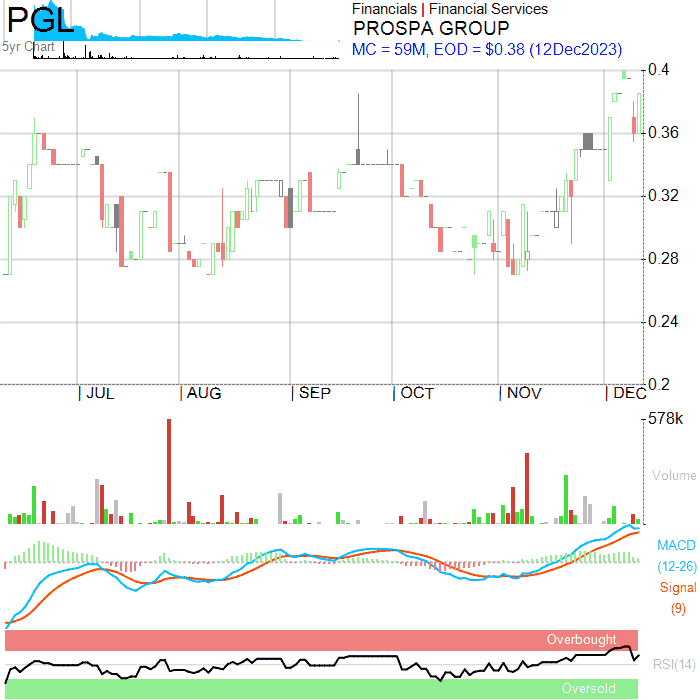 PGL
5yr Chart
Financials | Financial Services
PROSPA GROUP
MC = 59M, EOD = $0.38 (12Dec2023)
0.4
0.36
0.32
0.28
0.24
0.2
| JUL | AUG | SEP | OCT | NOV | DEC
578k
Volume
MACD
(12-26)
Signal
(9)
Overbought
RSI(14)
Oversold